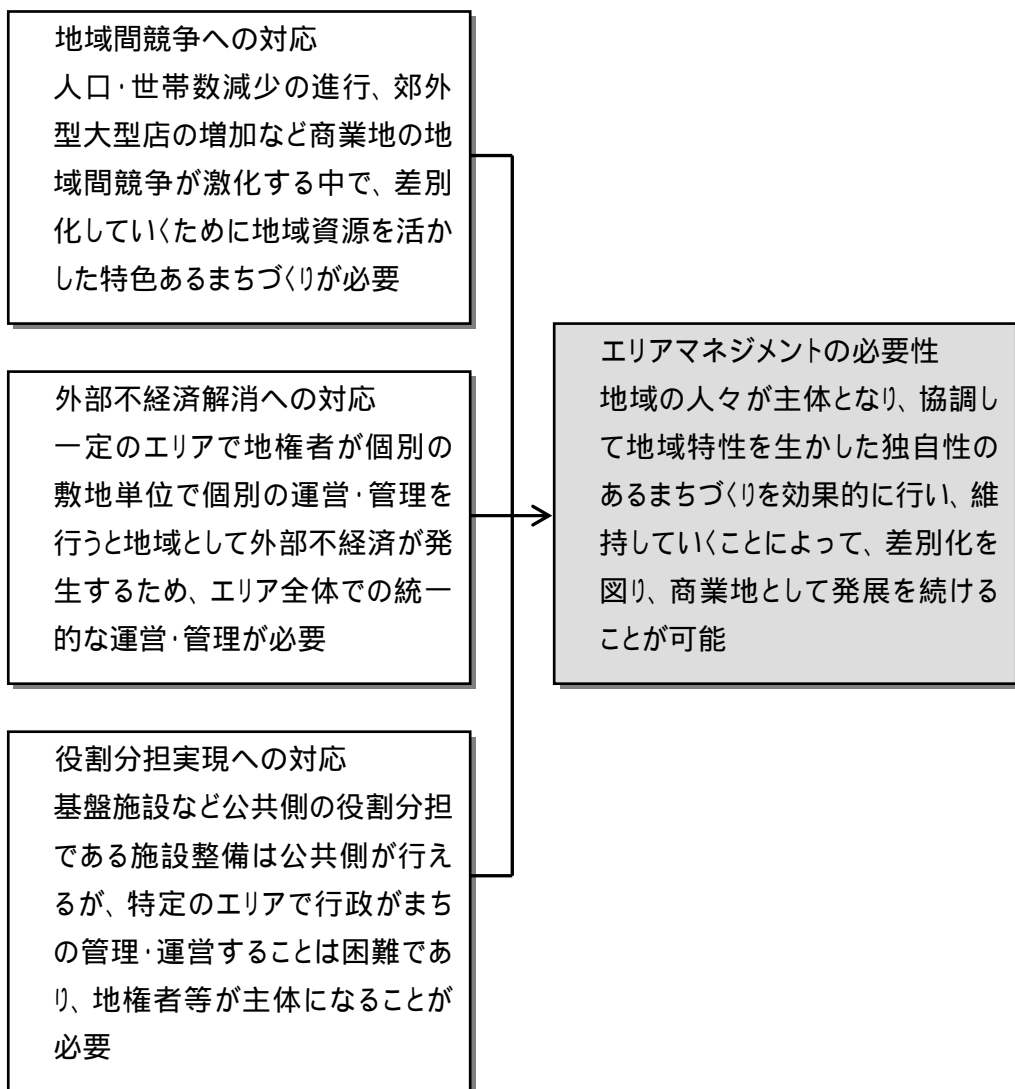 地域間競争への対応
人口・世帯数減少の進行、郊外
型大型店の増加など商業地の地
域間競争が激化する中で、差別
化していくために地域資源を活か
した特色あるまちづくりが必要
外部不経済解消への対応
一定のエリアで地権者が個別の
敷地単位で個別の運営・管理を
行うと地域として外部不経済が発
生するため、エリア全体での統一
的な運営・管理が必要
役割分担実現への対応
基盤施設など公共側の役割分担
である施設整備は公共側が行え
るが、特定のエリアで行政がまち
の管理・運営することは困難であ
り、地権者等が主体になることが
必要
エリアマネジメントの必要性
地域の人々が主体となり、協調し
て地域特性を生かした独自性の
あるまちづくりを効果的に行い、維
持していくことによって、差別化を
図り、商業地として発展を続ける
ことが可能